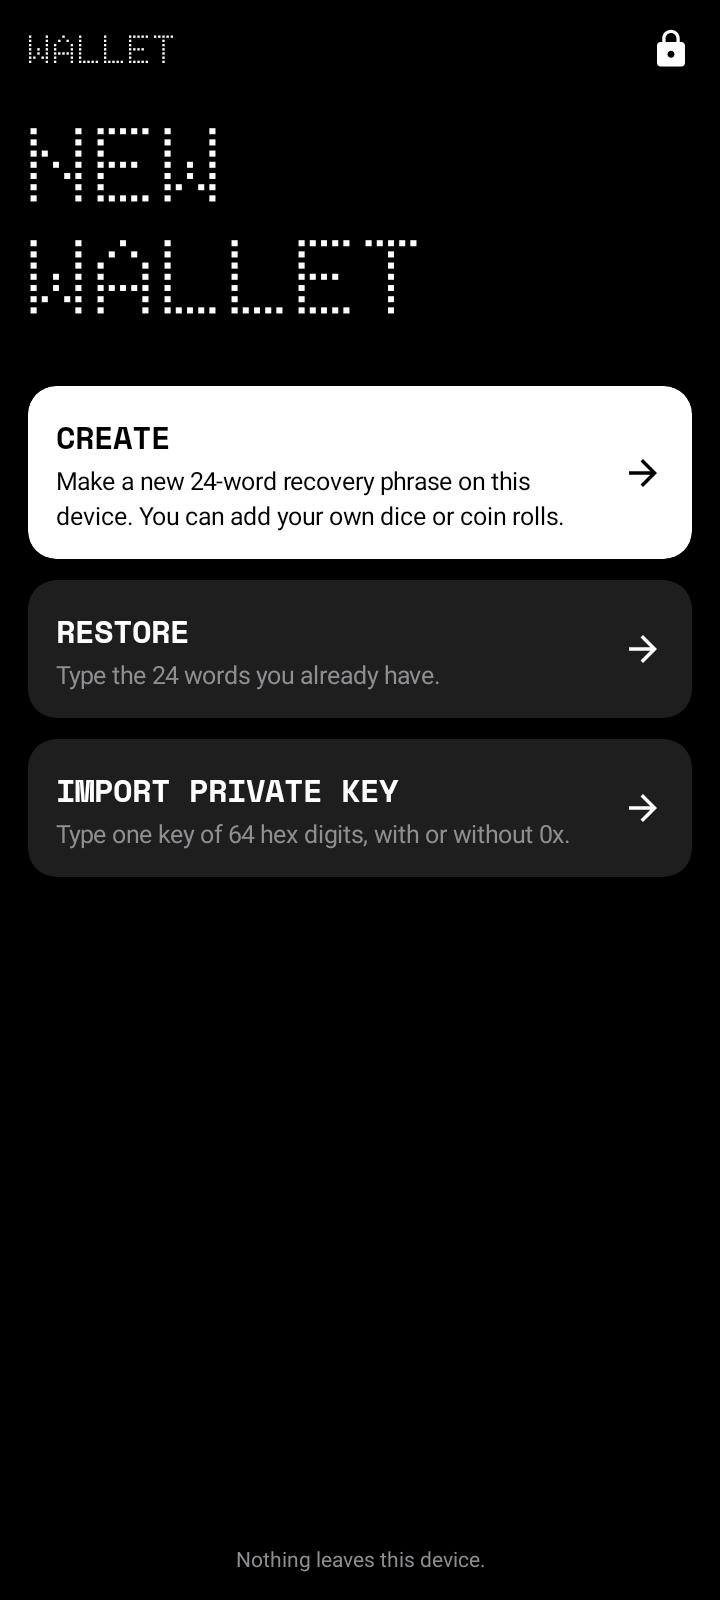 WALLET
NEW
WALLET
CREATE
Make a new 24-word recovery phrase on this
device. You can add your own dice or coin rolls.
RESTORE
Type the 24 words you already have.
IMPORT PRIVATE KEY
Type one key of 64 hex digits, with or without 0x.
Nothing leaves this device.